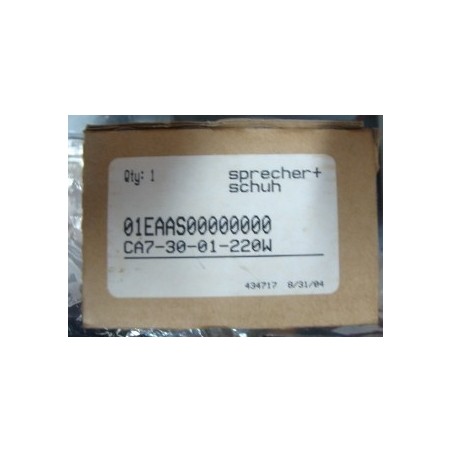 Qty: 1
sprecher+
schuh
01EAAS00000000
CA7-30-01-220W
434717 8/31/04